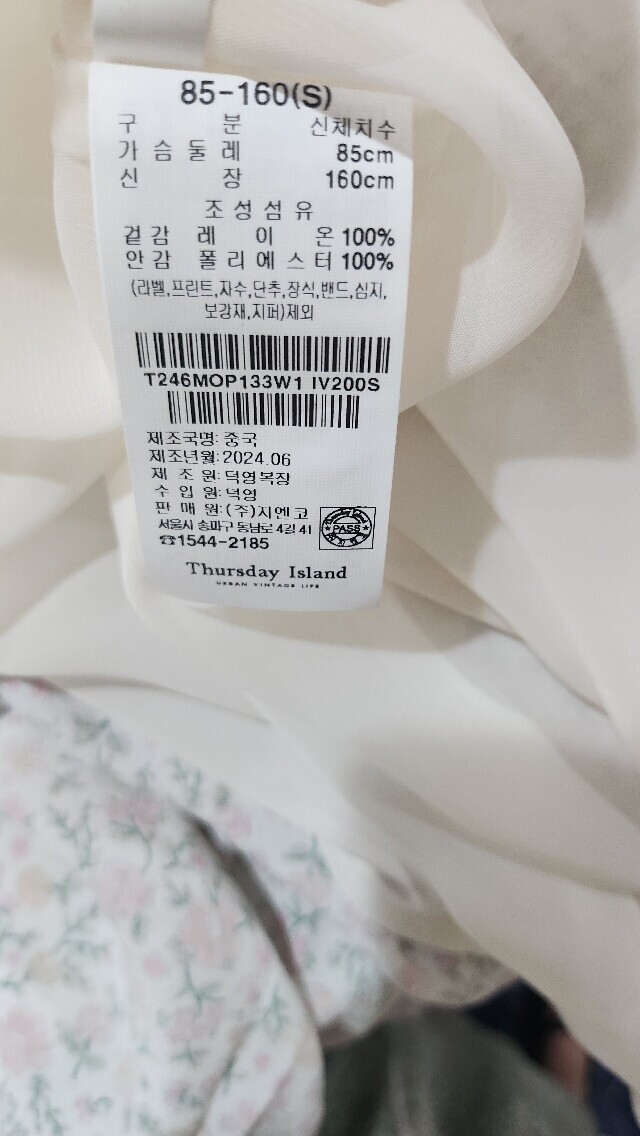 85-160(S)
구 분 신체치수
가 슴 둘 레 85cm
신 장 160cm
조 성 섬 유
겉 감 레 이 온 100%
안 감 폴 리 에 스 터 100%
(라벨,프린트,자수,단추,장식,밴드,심지,
보강재,지퍼)제외
T246MOP133W1 IV200S
제조국명: 중국
제조년월: 2024.06
제 조 원: 덕영복장
수 입 원: 덕영
판 매 원: (주)지엔코
서울시 송파구 동남로 4길 41
☎1544-2185
PASS
Thursday Island
URBAN VINTAGE LIFE